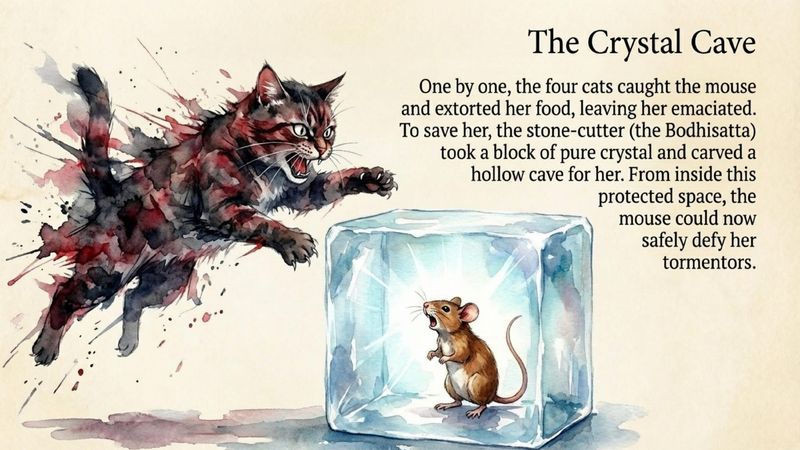 The Crystal Cave
One by one, the four cats caught the mouse
and extorted her food, leaving her emaciated.
To save her, the stone-cutter (the Bodhisatta)
took a block of pure crystal and carved a
hollow cave for her. From inside this
protected space, the
mouse could now
safely defy her
tormentors.